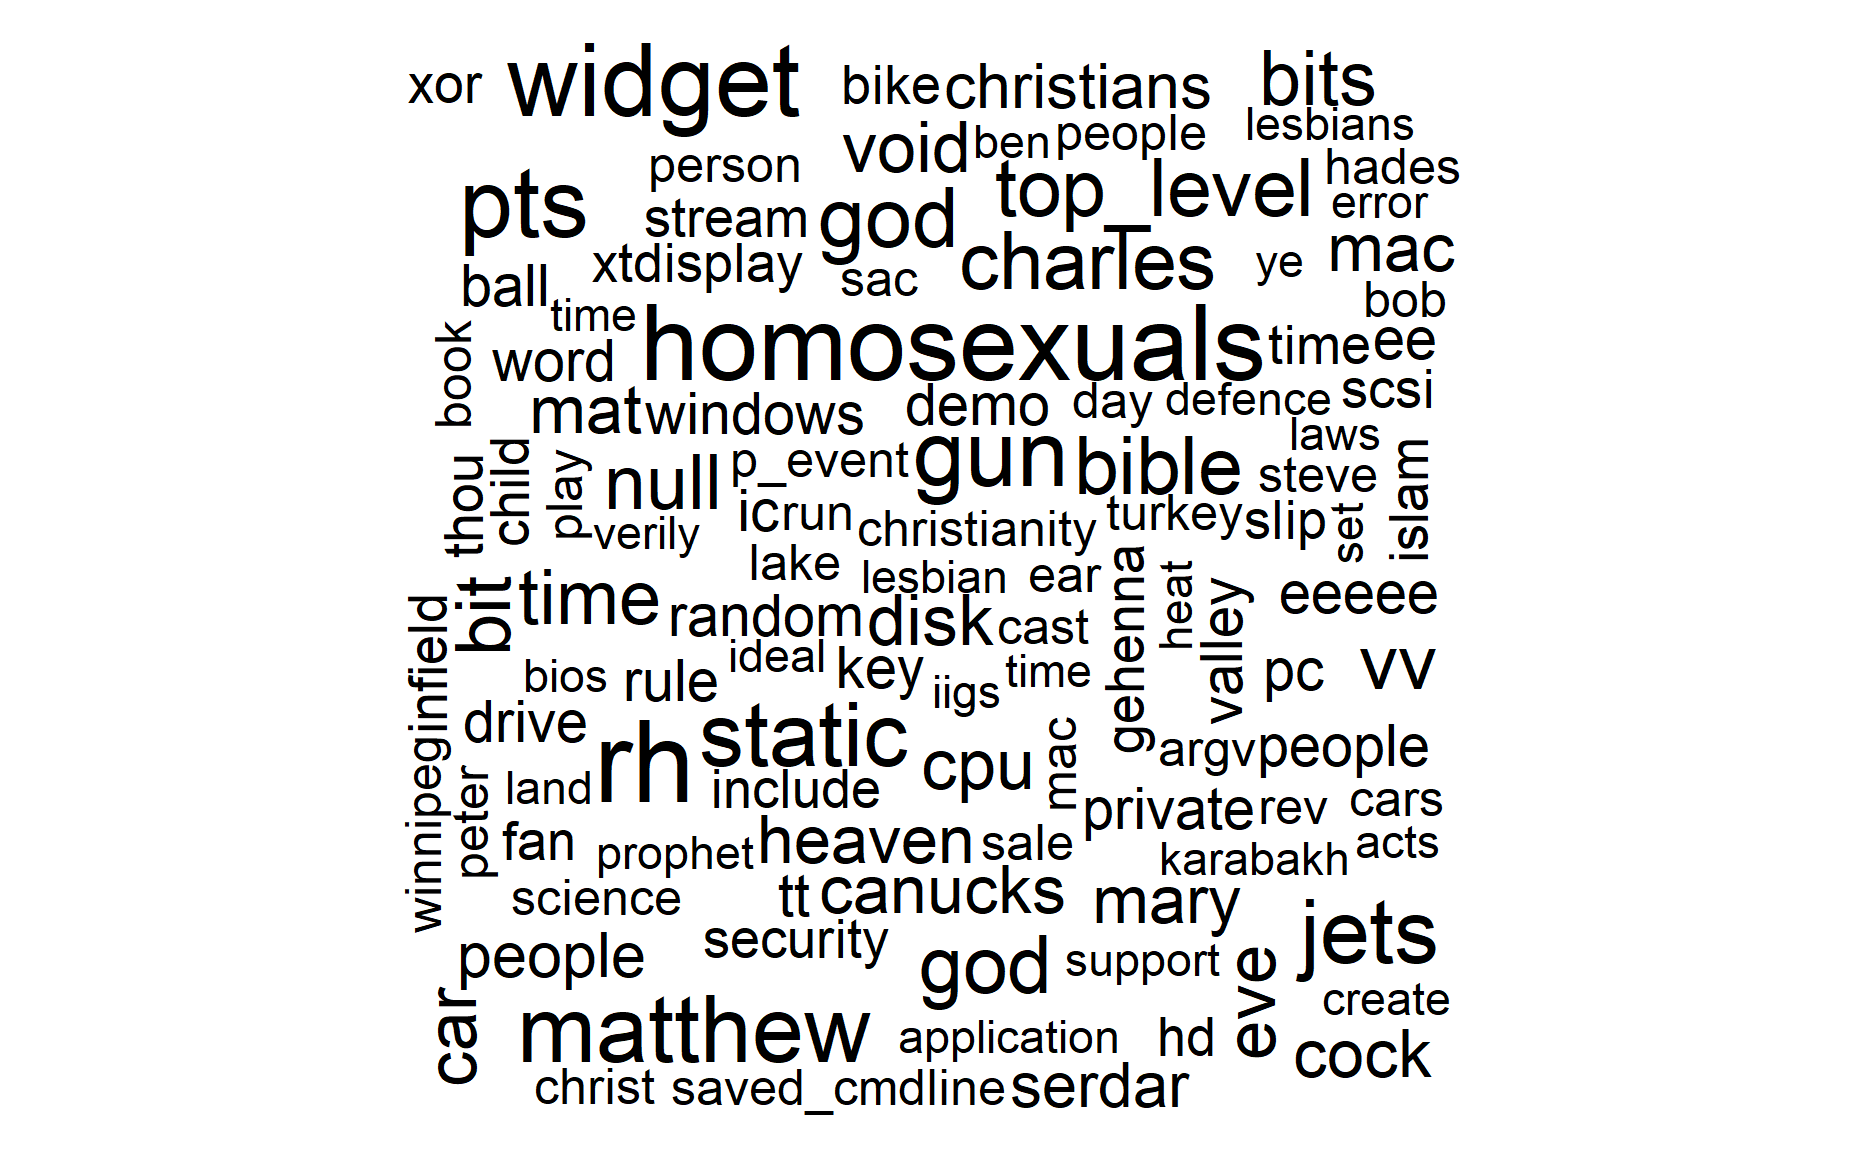 xor widget bike christians bits
void ben people lesbians
person hades
pts stream god top_level error
xtdisplay sac charles ye mac
ball time bob
book word homosexuals time ee
mat windows demo day defence scsi
laws
thou child play null p_event gun bible steve islam
verily ic run christianity turkey slip set
lake lesbian ear gehenna heat
winnipeginfield bit time random disk cast valley eeeee
bios rule ideal key iigs time pc vv
drive rh static cpu mac argv people
peter land include private rev cars
fan prophet heaven sale karabakh acts
science tt canucks mary jets
people security god support eve
car matthew application hd create
cock
christ saved_cmdline serdar